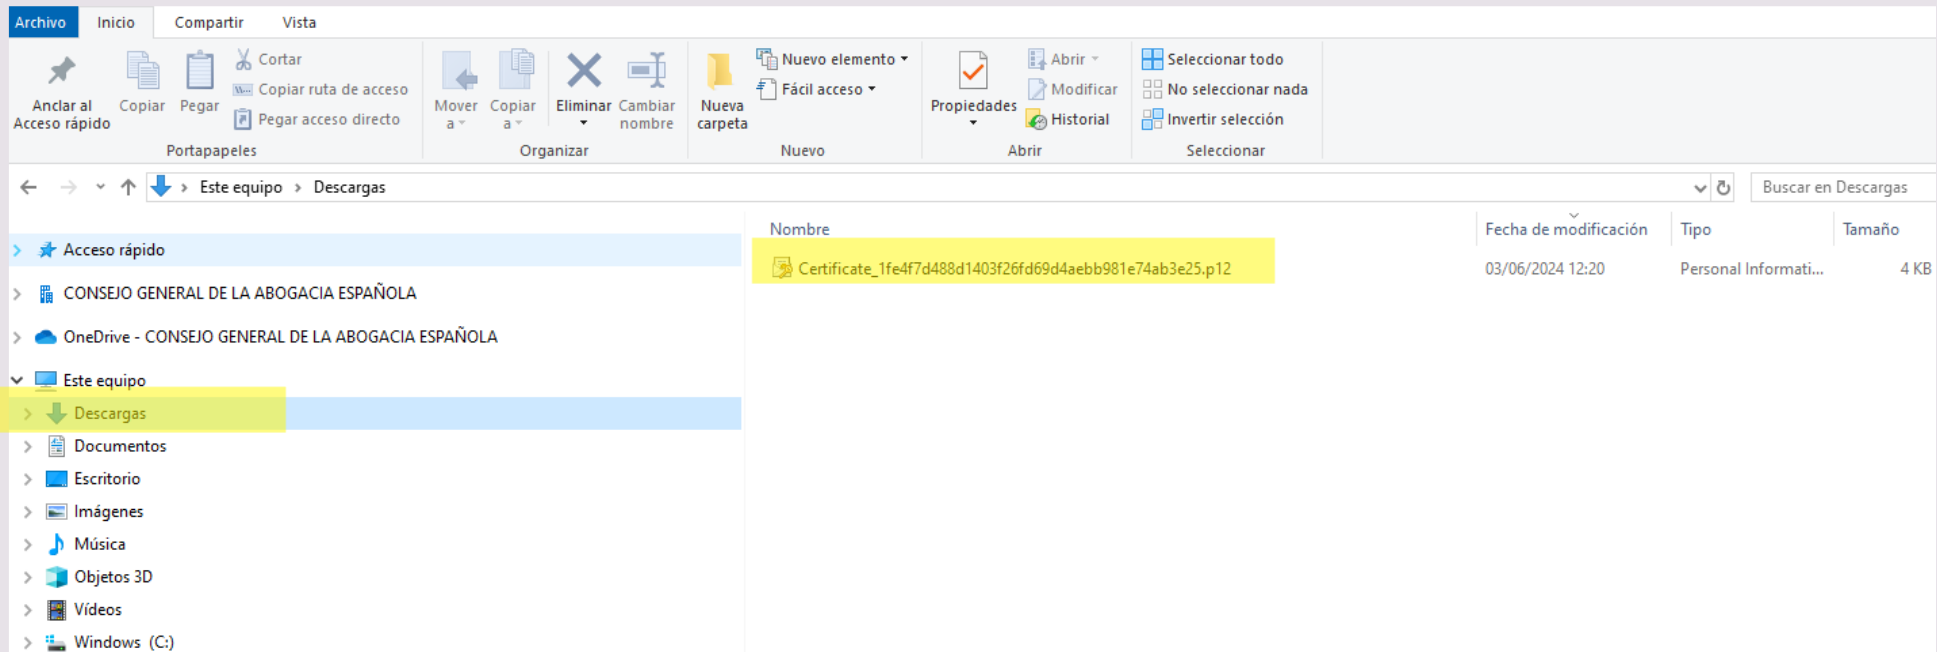 Archivo Inicio Compartir Vista
Anclar al
Acceso rápido
Copiar
Pegar
Cortar
Copiar ruta de acceso
Pegar acceso directo
Portapapeles
Mover
a
Copiar
a
Eliminar
Cambiar
nombre
Organizar
Nueva
carpeta
Nuevo elemento
Fácil acceso
Nuevo
Propiedades
Abrir
Modificar
Historial
Abrir
Seleccionar todo
No seleccionar nada
Invertir selección
Seleccionar
Este equipo > Descargas
Buscar en Descargas
Nombre Fecha de modificación Tipo Tamaño
Certificate_1fe4f7d488d1403f26fd69d4aebb981e74ab3e25.p12 03/06/2024 12:20 Personal Informati... 4 KB
Acceso rápido
CONSEJO GENERAL DE LA ABOGACIA ESPAÑOLA
OneDrive - CONSEJO GENERAL DE LA ABOGACIA ESPAÑOLA
Este equipo
Descargas
Documentos
Escritorio
Imágenes
Música
Objetos 3D
Vídeos
Windows (C:)